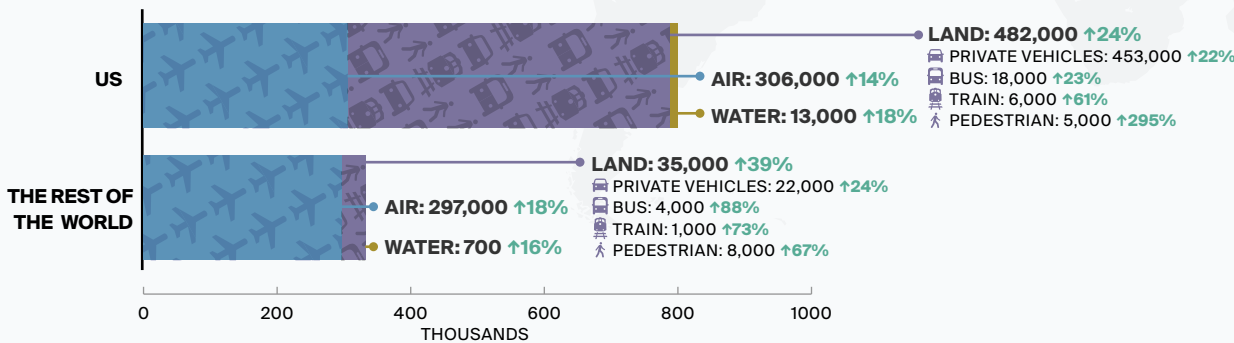 US
LAND: 482,000 ↑24%
PRIVATE VEHICLES: 453,000 ↑22%
BUS: 18,000 ↑23%
TRAIN: 6,000 ↑61%
PEDESTRIAN: 5,000 ↑295%
AIR: 306,000 ↑14%
WATER: 13,000 ↑18%
THE REST OF
THE WORLD
LAND: 35,000 ↑39%
PRIVATE VEHICLES: 22,000 ↑24%
BUS: 4,000 ↑88%
TRAIN: 1,000 ↑73%
PEDESTRIAN: 8,000 ↑67%
AIR: 297,000 ↑18%
WATER: 700 ↑16%
0 200 400 600 800 1000
THOUSANDS